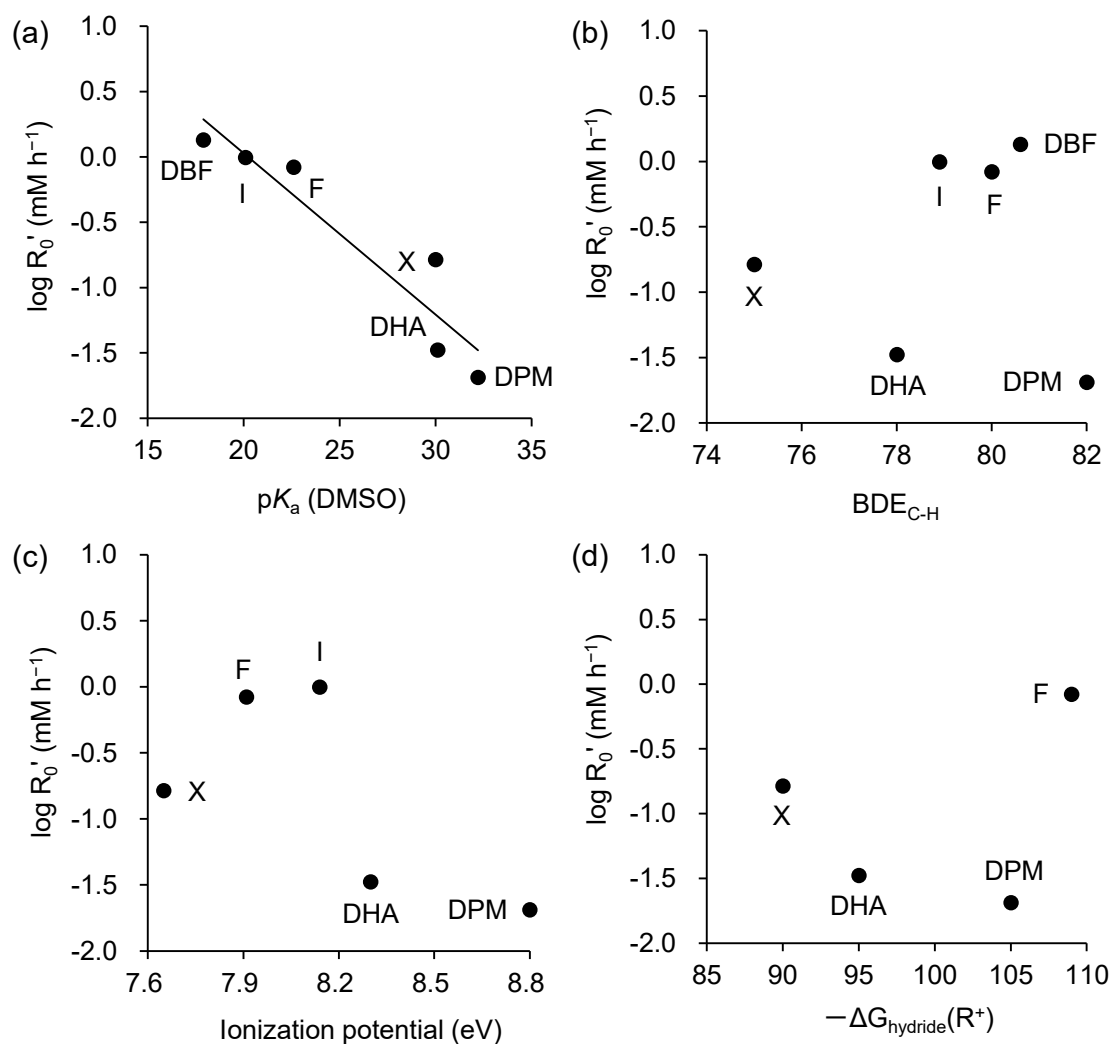 (a)
1.0
0.5
0.0
-0.5
-1.0
-1.5
-2.0
log R₀' (mM h⁻¹)
DBF
I
F
X
DHA
DPM
15 20 25 30 35
pKₐ (DMSO)
(b)
1.0
0.5
0.0
-0.5
-1.0
-1.5
-2.0
log R₀' (mM h⁻¹)
DBF
I
F
X
DHA
DPM
74 76 78 80 82
BDE_C-H
(c)
1.0
0.5
0.0
-0.5
-1.0
-1.5
-2.0
log R₀' (mM h⁻¹)
I
F
X
DHA
DPM
7.6 7.9 8.2 8.5 8.8
Ionization potential (eV)
(d)
1.0
0.5
0.0
-0.5
-1.0
-1.5
-2.0
log R₀' (mM h⁻¹)
F
X
DPM
DHA
85 90 95 100 105 110
−ΔG_hydride(R⁺)